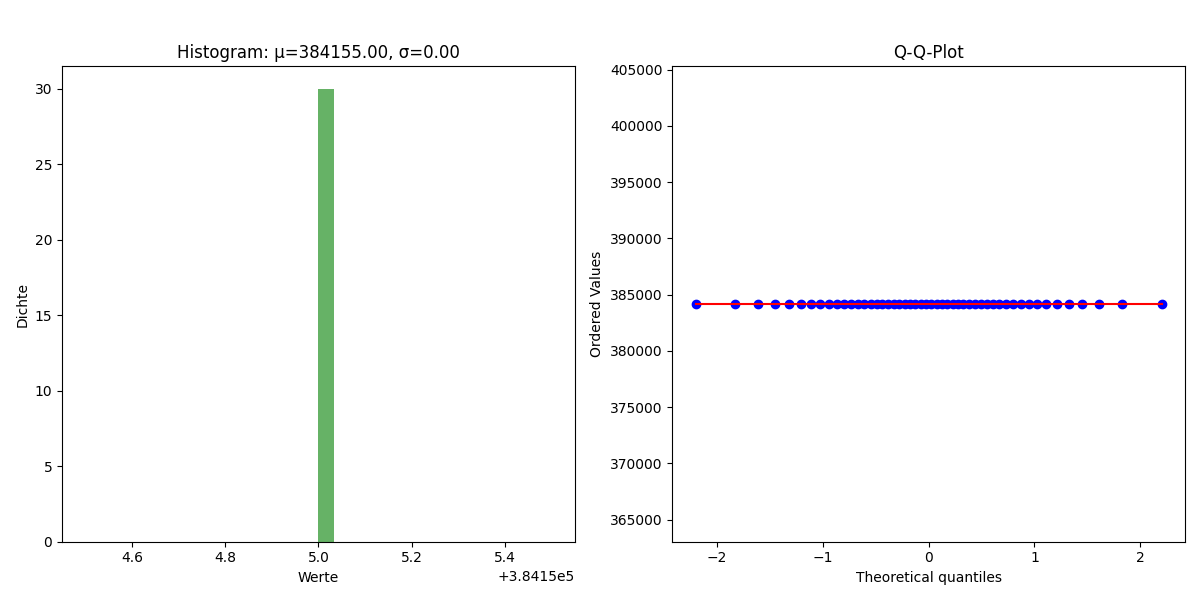 Histogram: μ=384155.00, σ=0.00
30
25
20
15
10
5
0
Dichte
4.6 4.8 5.0 5.2 5.4
Werte
+3.8415e5
Q-Q-Plot
405000
400000
395000
390000
385000
380000
375000
370000
365000
Ordered Values
−2 −1 0 1 2
Theoretical quantiles